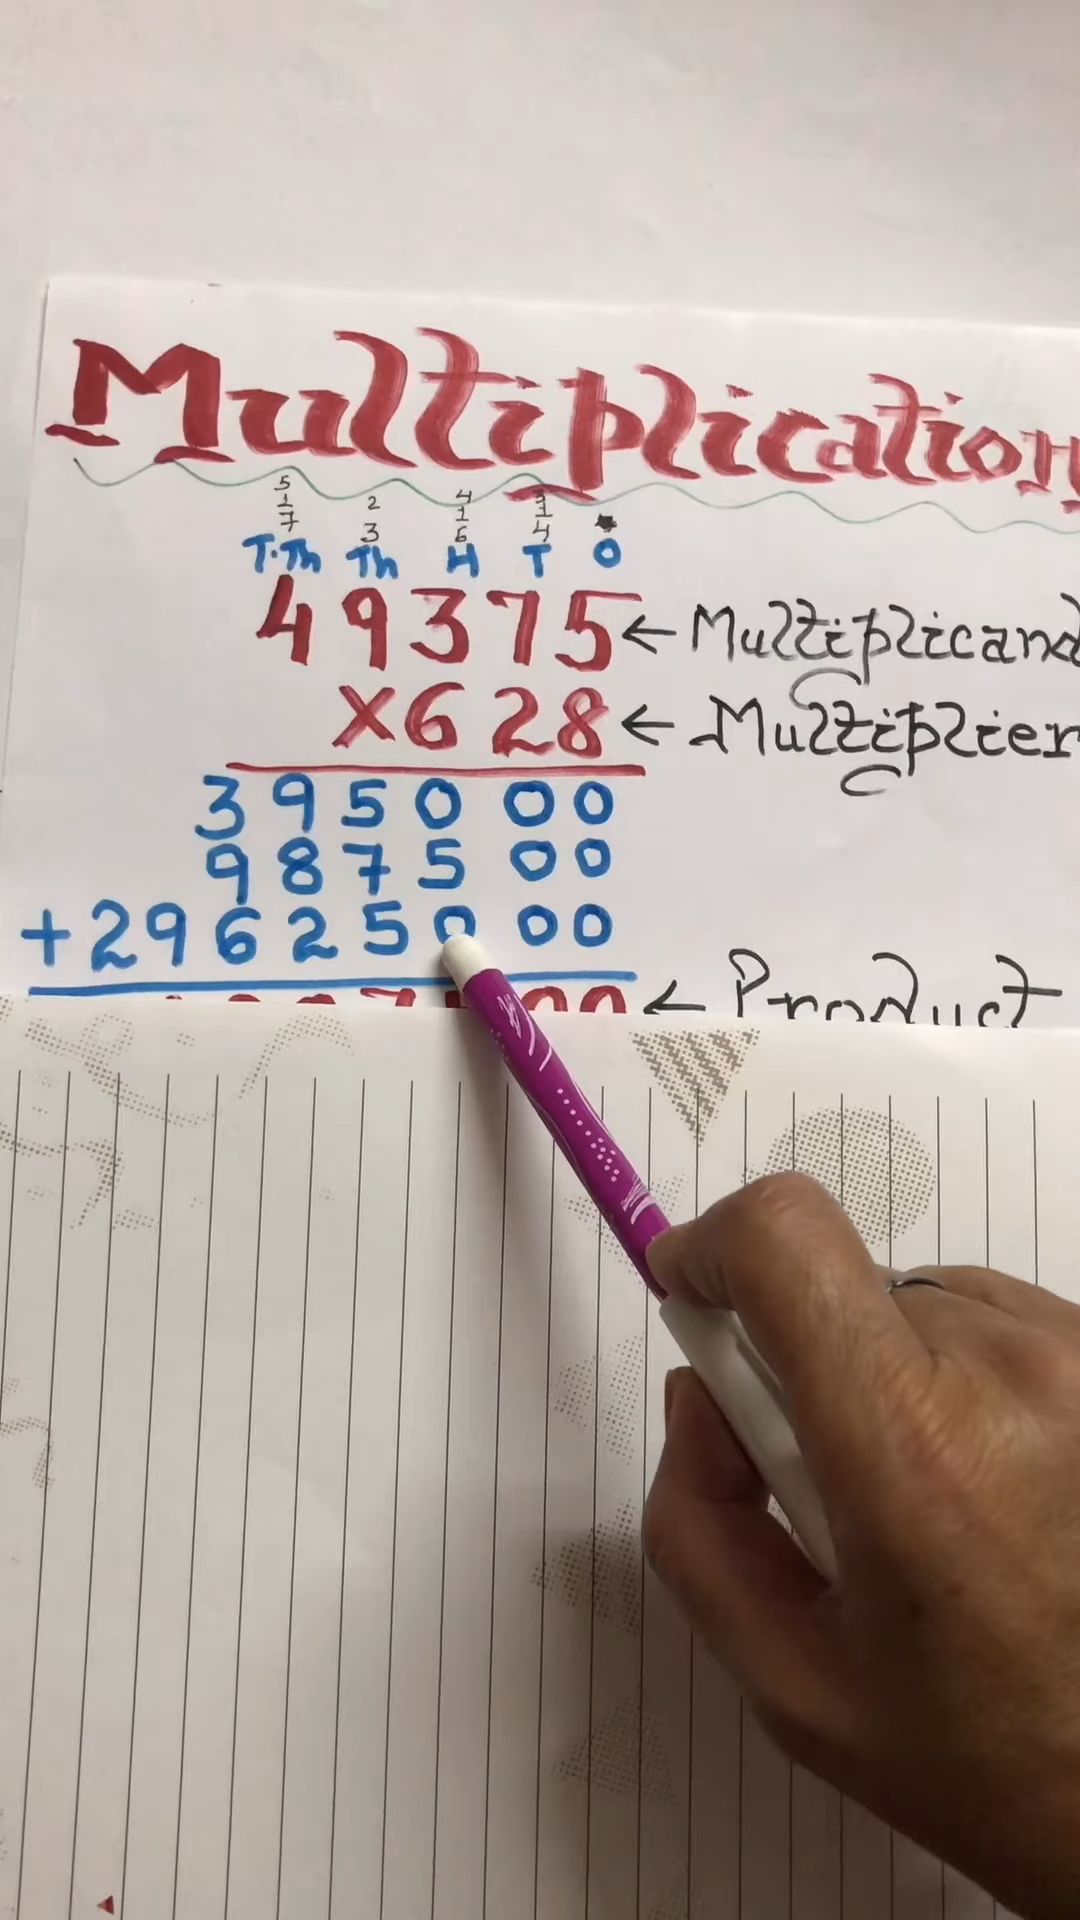 Multiplication
5 2 4 3
1 1 1
7 3 6 4
T.Th Th H T O
49375 ← Multiplicand
×628 ← Multiplier
395000
987500
+29625000
← Product